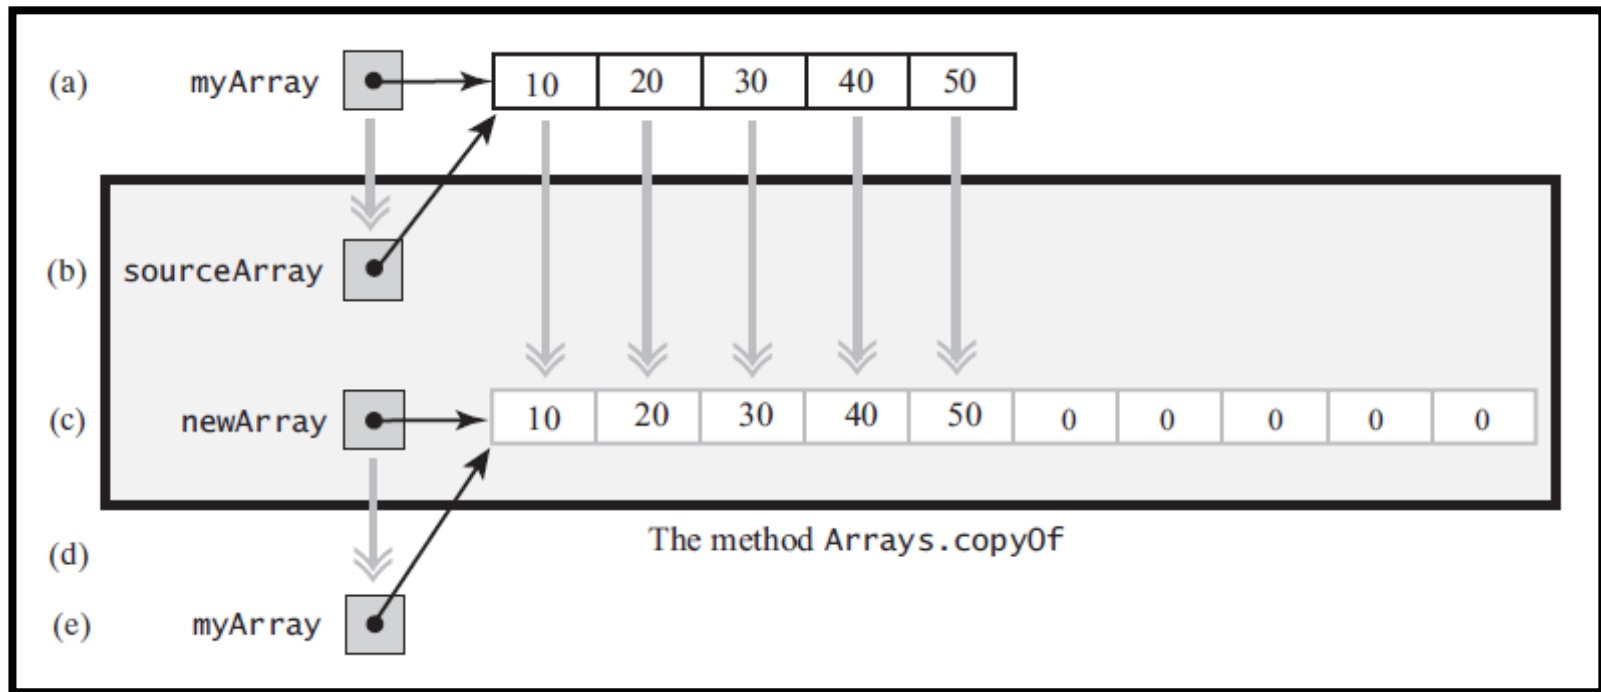 (a) myArray 10 20 30 40 50
(b) sourceArray
(c) newArray 10 20 30 40 50 0 0 0 0 0
The method Arrays.copyOf
(d)
(e) myArray